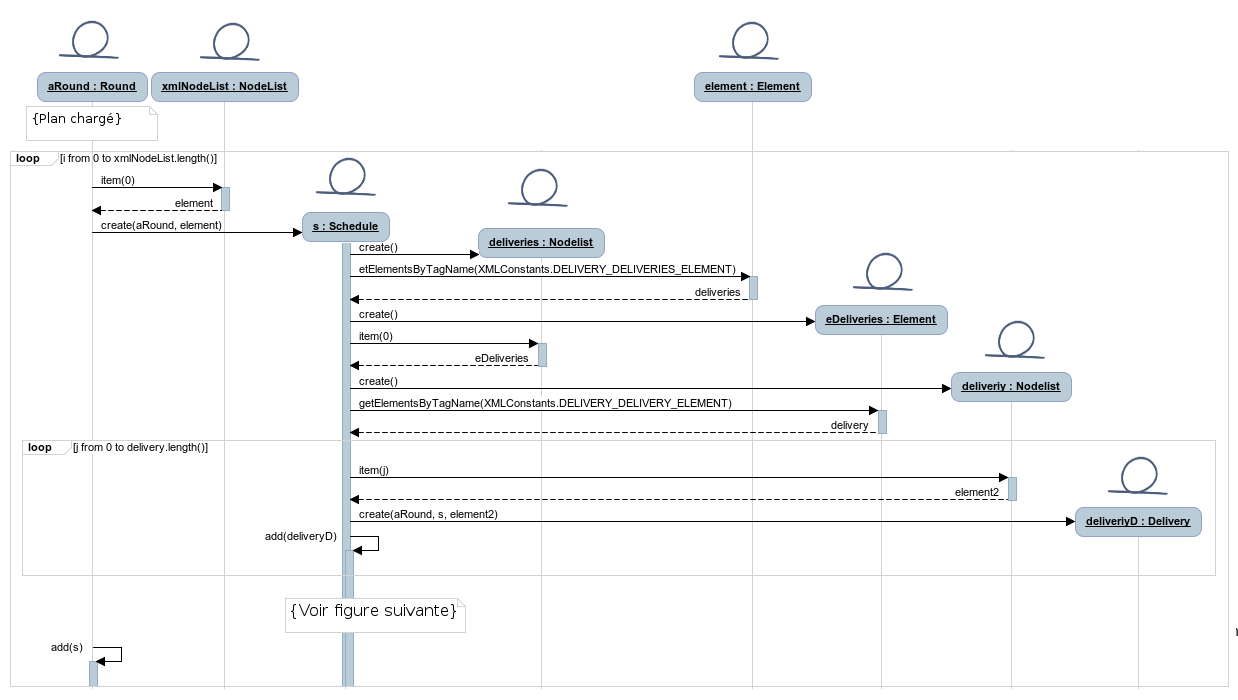 aRound : Round
xmlNodeList : NodeList
element : Element
{Plan chargé}
loop [i from 0 to xmlNodeList.length()]
item(0)
element
create(aRound, element)
s : Schedule
deliveries : Nodelist
create()
etElementsByTagName(XMLConstants.DELIVERY_DELIVERIES_ELEMENT)
deliveries
create()
eDeliveries : Element
item(0)
eDeliveries
create()
deliveriy : Nodelist
getElementsByTagName(XMLConstants.DELIVERY_DELIVERY_ELEMENT)
delivery
loop [j from 0 to delivery.length()]
item(j)
element2
create(aRound, s, element2)
deliveriyD : Delivery
add(deliveryD)
{Voir figure suivante}
add(s)